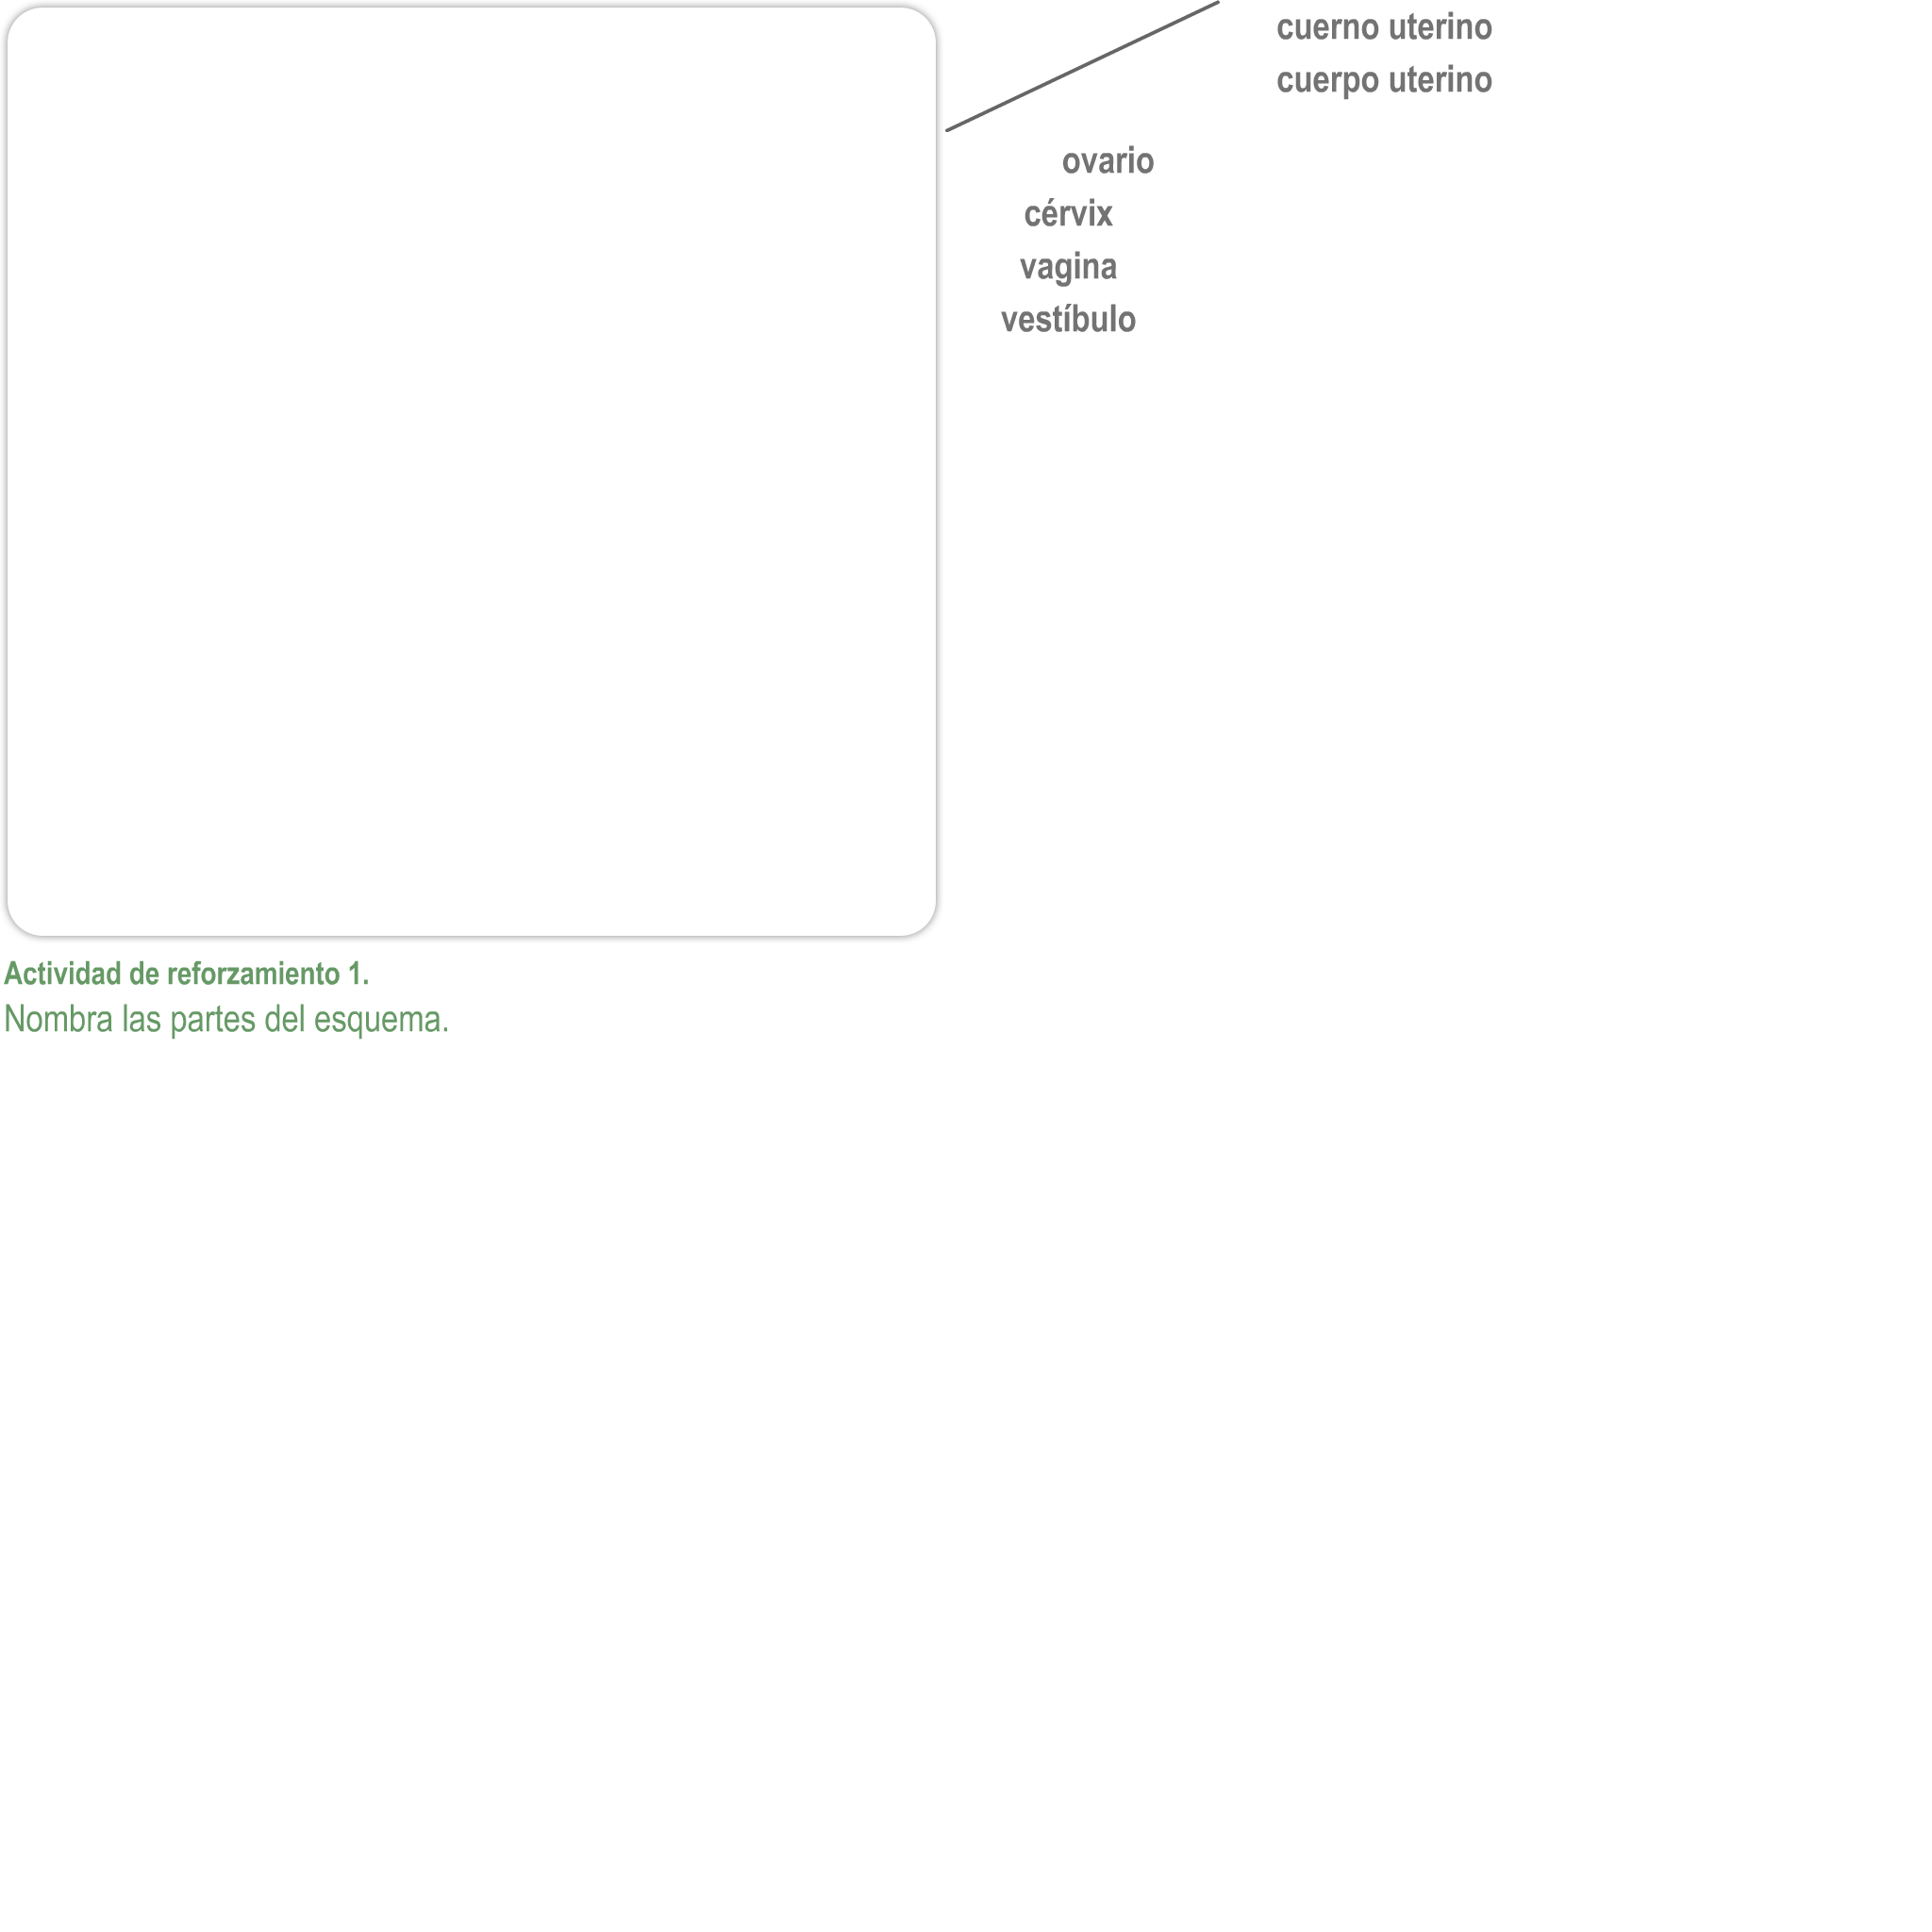 cuerno uterino
cuerpo uterino
ovario
cérvix
vagina
vestíbulo
Actividad de reforzamiento 1.
Nombra las partes del esquema.